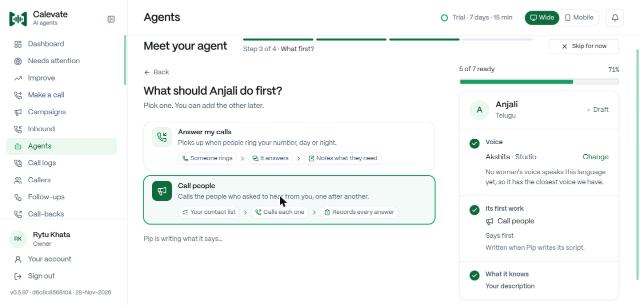 Calevate
AI agents
Dashboard
Needs attention
Improve
Make a call
Campaigns
Inbound
Agents
Call logs
Callers
Follow-ups
Call-backs
RK
Rytu Khata
Owner
Your account
Sign out
Agents
Trial · 7 days · 15 min
Wide
Mobile
Meet your agent
Step 3 of 4 · What first?
Skip for now
Back
What should Anjali do first?
Pick one. You can add the other later.
Answer my calls
Picks up when people ring your number, day or night.
Someone rings > It answers > Notes what they need
Call people
Calls the people who asked to hear from you, one after another.
Your contact list > Calls each one > Records every answer
Pip is writing what it says...
5 of 7 ready
71%
A
Anjali
Telugu
Draft
Voice
Akshita · Studio
Change
No woman's voice speaks this language
yet, so it has the closest voice we have.
Its first work
Call people
Says first
Written when Pip writes its script.
What it knows
Your description